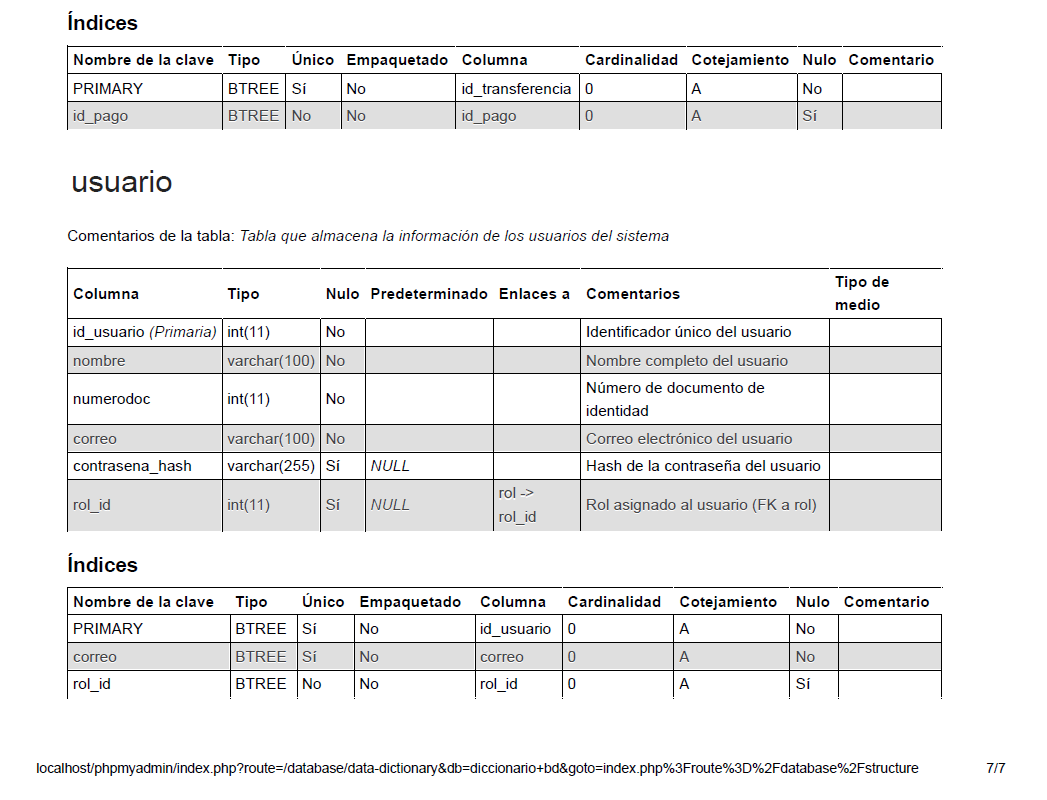 Índices
Nombre de la clave Tipo Único Empaquetado Columna Cardinalidad Cotejamiento Nulo Comentario
PRIMARY BTREE Sí No id_transferencia 0 A No
id_pago BTREE No No id_pago 0 A Sí
usuario
Comentarios de la tabla: Tabla que almacena la información de los usuarios del sistema
Columna Tipo Nulo Predeterminado Enlaces a Comentarios Tipo de
medio
id_usuario (Primaria) int(11) No Identificador único del usuario
nombre varchar(100) No Nombre completo del usuario
numerodoc int(11) No Número de documento de
identidad
correo varchar(100) No Correo electrónico del usuario
contrasena_hash varchar(255) Sí NULL Hash de la contraseña del usuario
rol_id int(11) Sí NULL rol ->
rol_id Rol asignado al usuario (FK a rol)
Índices
Nombre de la clave Tipo Único Empaquetado Columna Cardinalidad Cotejamiento Nulo Comentario
PRIMARY BTREE Sí No id_usuario 0 A No
correo BTREE Sí No correo 0 A No
rol_id BTREE No No rol_id 0 A Sí
localhost/phpmyadmin/index.php?route=/database/data-dictionary&db=diccionario+bd&goto=index.php%3Froute%3D%2Fdatabase%2Fstructure 7/7